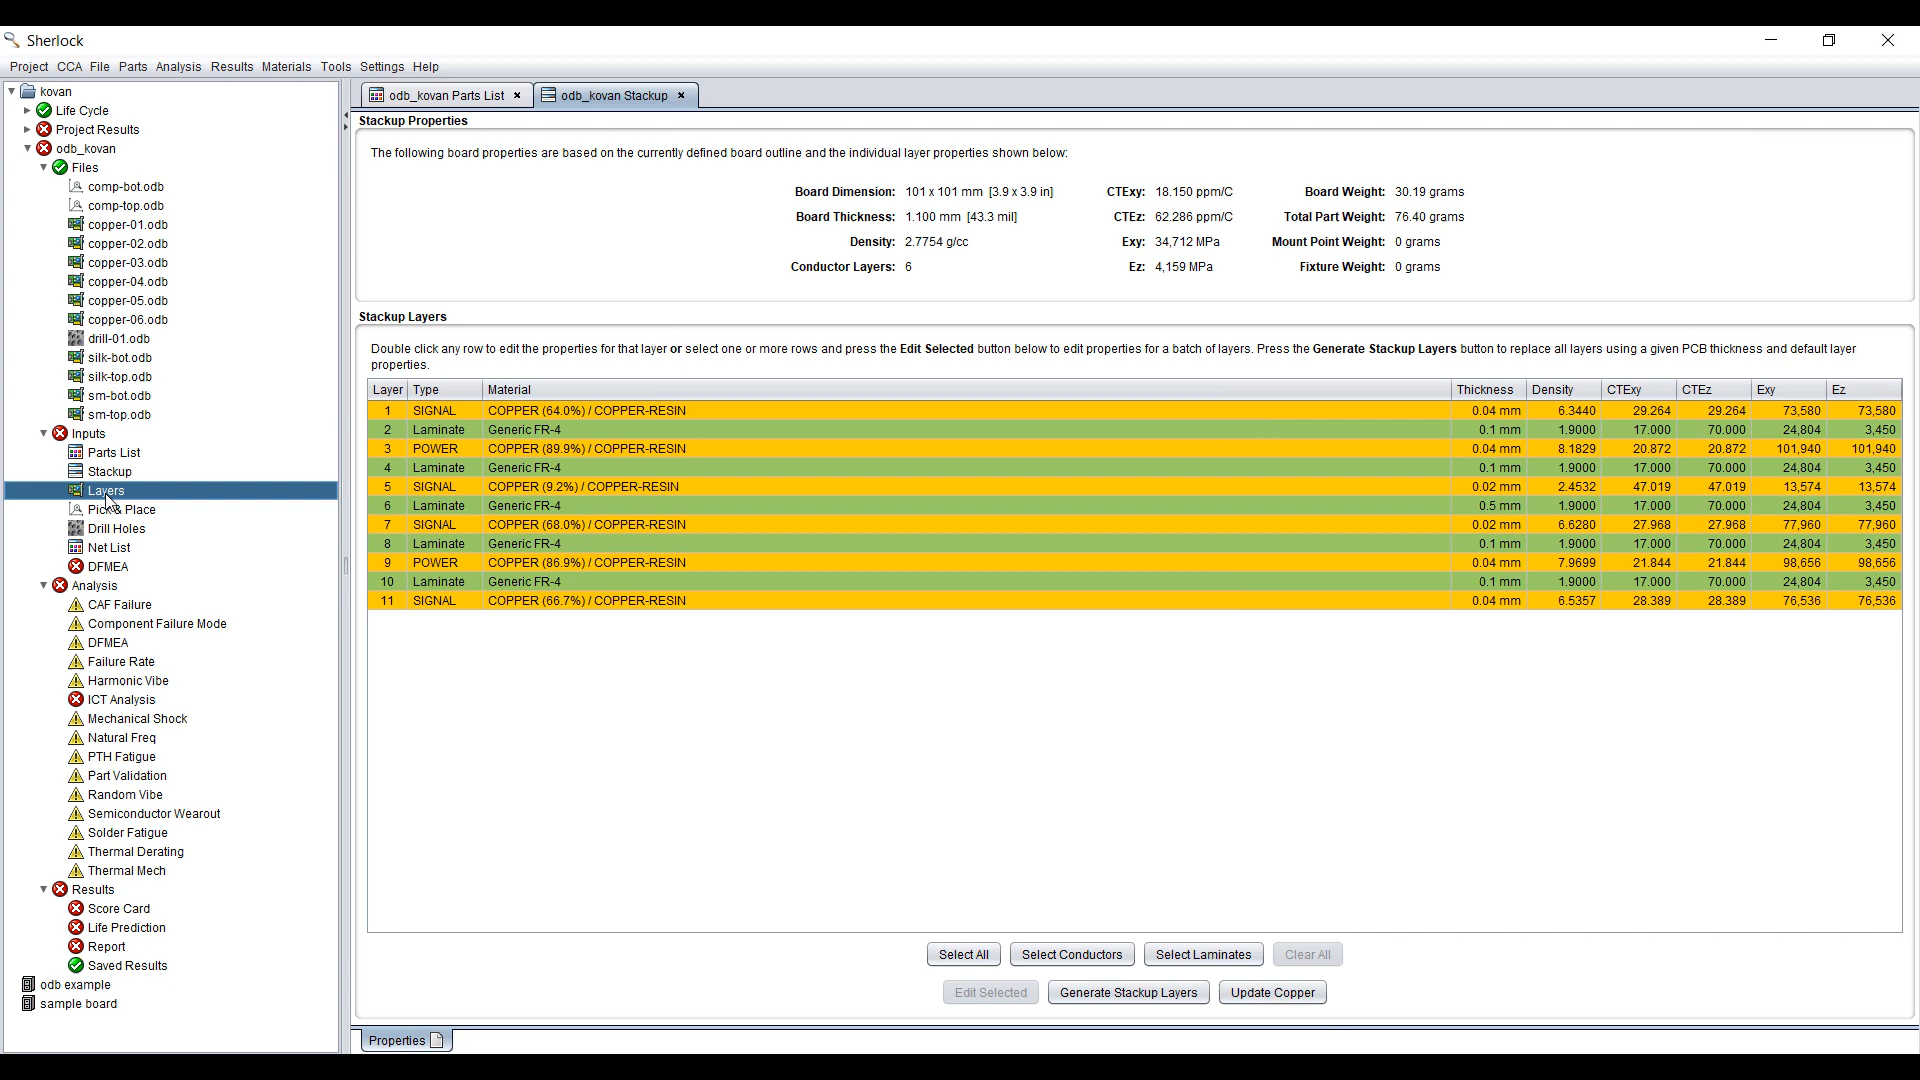 Sherlock
Project CCA File Parts Analysis Results Materials Tools Settings Help
kovan
Life Cycle
Project Results
odb_kovan
Files
comp-bot.odb
comp-top.odb
copper-01.odb
copper-02.odb
copper-03.odb
copper-04.odb
copper-05.odb
copper-06.odb
drill-01.odb
silk-bot.odb
silk-top.odb
sm-bot.odb
sm-top.odb
Inputs
Parts List
Stackup
Layers
Pick & Place
Drill Holes
Net List
DFMEA
Analysis
CAF Failure
Component Failure Mode
DFMEA
Failure Rate
Harmonic Vibe
ICT Analysis
Mechanical Shock
Natural Freq
PTH Fatigue
Part Validation
Random Vibe
Semiconductor Wearout
Solder Fatigue
Thermal Derating
Thermal Mech
Results
Score Card
Life Prediction
Report
Saved Results
odb example
sample board
odb_kovan Parts List × odb_kovan Stackup ×
Stackup Properties
The following board properties are based on the currently defined board outline and the individual layer properties shown below:
Board Dimension: 101 x 101 mm [3.9 x 3.9 in] CTExy: 18.150 ppm/C Board Weight: 30.19 grams
Board Thickness: 1.100 mm [43.3 mil] CTEz: 62.286 ppm/C Total Part Weight: 76.40 grams
Density: 2.7754 g/cc Exy: 34,712 MPa Mount Point Weight: 0 grams
Conductor Layers: 6 Ez: 4,159 MPa Fixture Weight: 0 grams
Stackup Layers
Double click any row to edit the properties for that layer or select one or more rows and press the Edit Selected button below to edit properties for a batch of layers. Press the Generate Stackup Layers button to replace all layers using a given PCB thickness and default layer
properties.
Layer Type Material Thickness Density CTExy CTEz Exy Ez
1 SIGNAL COPPER (64.0%) / COPPER-RESIN 0.04 mm 6.3440 29.264 29.264 73,580 73,580
2 Laminate Generic FR-4 0.1 mm 1.9000 17.000 70.000 24,804 3,450
3 POWER COPPER (89.9%) / COPPER-RESIN 0.04 mm 8.1829 20.872 20.872 101,940 101,940
4 Laminate Generic FR-4 0.1 mm 1.9000 17.000 70.000 24,804 3,450
5 SIGNAL COPPER (9.2%) / COPPER-RESIN 0.02 mm 2.4532 47.019 47.019 13,574 13,574
6 Laminate Generic FR-4 0.5 mm 1.9000 17.000 70.000 24,804 3,450
7 SIGNAL COPPER (68.0%) / COPPER-RESIN 0.02 mm 6.6280 27.968 27.968 77,960 77,960
8 Laminate Generic FR-4 0.1 mm 1.9000 17.000 70.000 24,804 3,450
9 POWER COPPER (86.9%) / COPPER-RESIN 0.04 mm 7.9699 21.844 21.844 98,656 98,656
10 Laminate Generic FR-4 0.1 mm 1.9000 17.000 70.000 24,804 3,450
11 SIGNAL COPPER (66.7%) / COPPER-RESIN 0.04 mm 6.5357 28.389 28.389 76,536 76,536
Select All Select Conductors Select Laminates Clear All
Edit Selected Generate Stackup Layers Update Copper
Properties